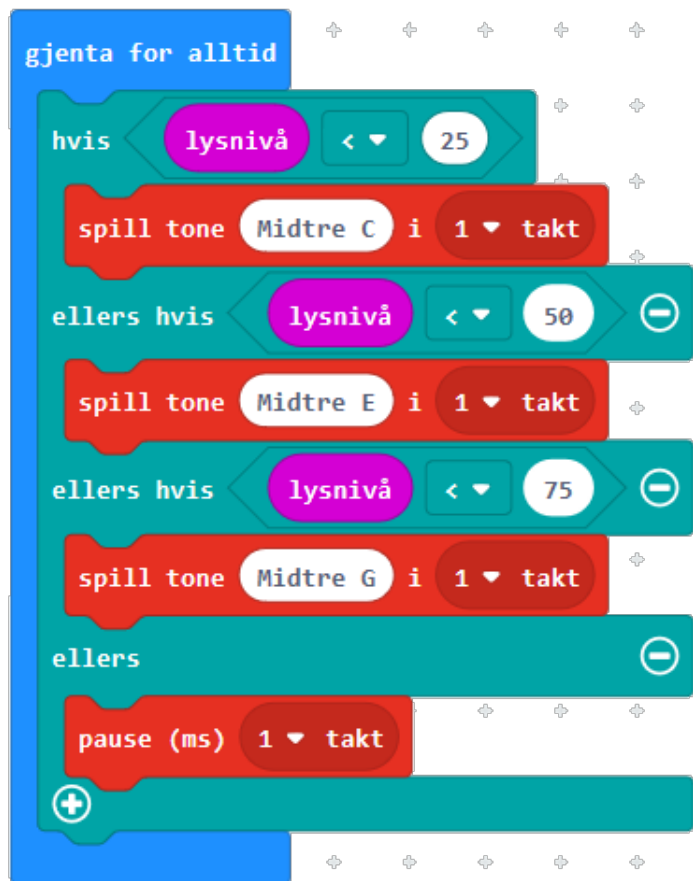 gjenta for alltid
hvis lysnivå < 25
spill tone Midtre C i 1 takt
ellers hvis lysnivå < 50
spill tone Midtre E i 1 takt
ellers hvis lysnivå < 75
spill tone Midtre G i 1 takt
ellers
pause (ms) 1 takt